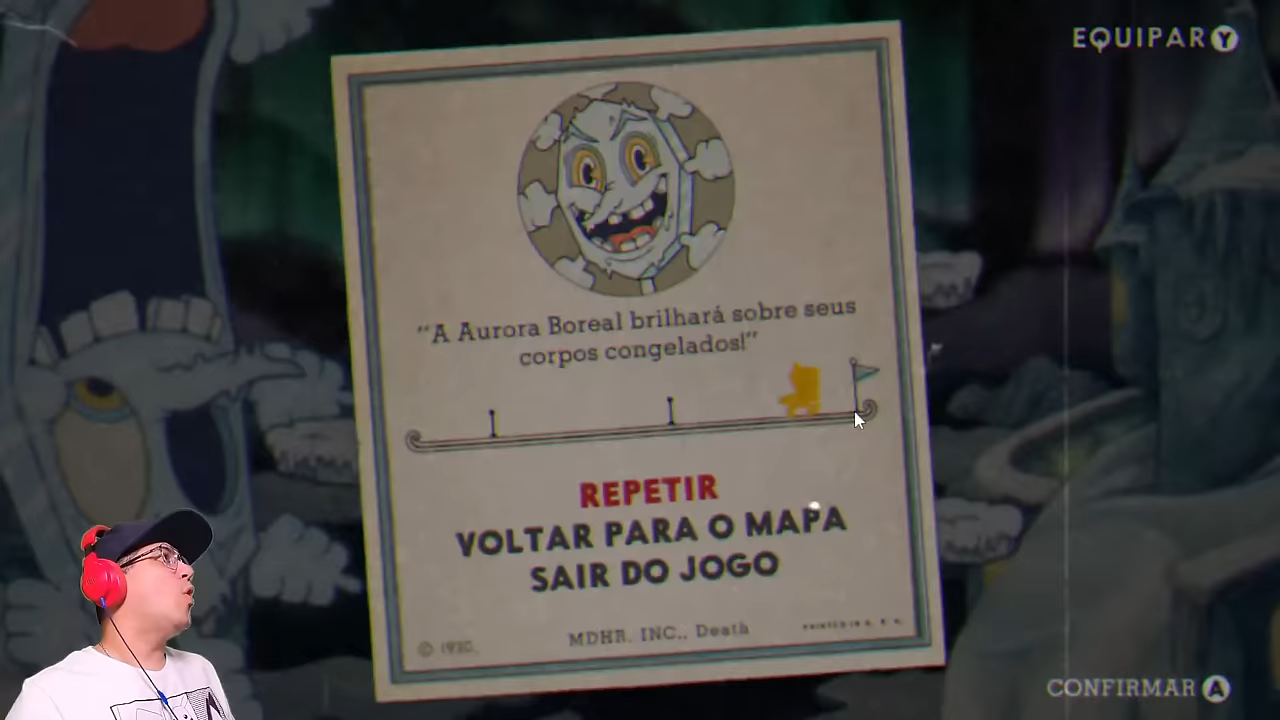 EQUIPAR Y
“A Aurora Boreal brilhará sobre seus
corpos congelados!”
REPETIR
VOLTAR PARA O MAPA
SAIR DO JOGO
MDHR, INC., Death
CONFIRMAR A